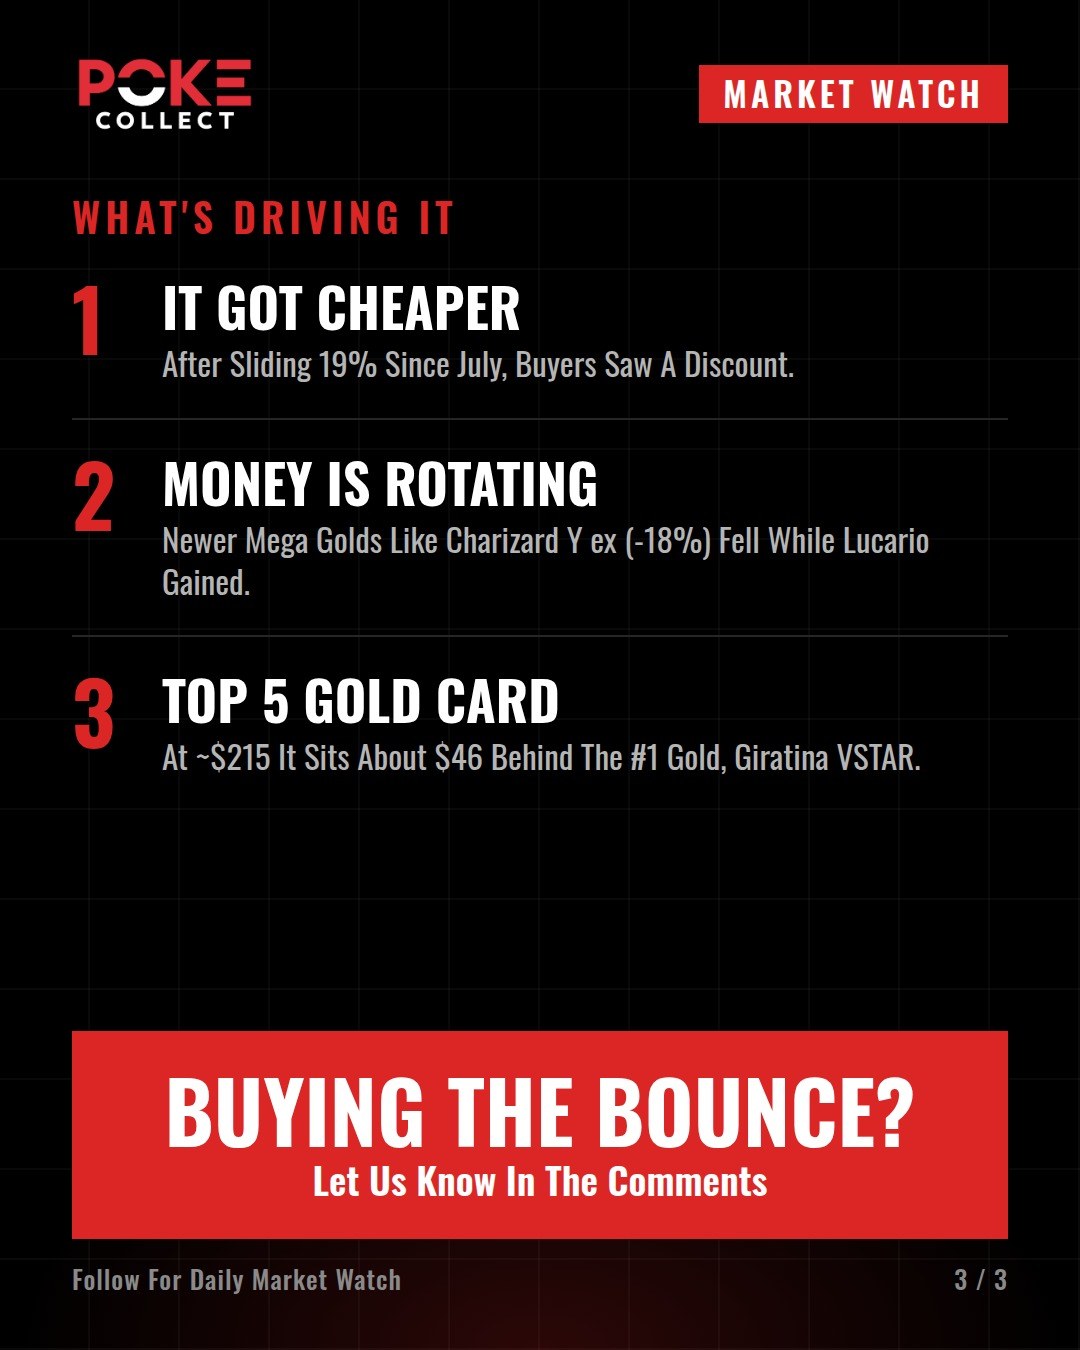 POKE
COLLECT
MARKET WATCH
WHAT'S DRIVING IT
1
IT GOT CHEAPER
After Sliding 19% Since July, Buyers Saw A Discount.
2
MONEY IS ROTATING
Newer Mega Golds Like Charizard Y ex (-18%) Fell While Lucario
Gained.
3
TOP 5 GOLD CARD
At ~$215 It Sits About $46 Behind The #1 Gold, Giratina VSTAR.
BUYING THE BOUNCE?
Let Us Know In The Comments
Follow For Daily Market Watch
3 / 3